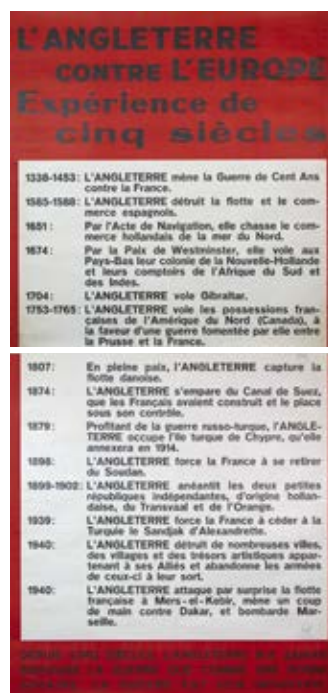 L'ANGLETERRE
CONTRE L'EUROPE
Expérience de
cinq siècles
1338-1453: L'ANGLETERRE mène la Guerre de Cent Ans
contre la France.
1585-1588: L'ANGLETERRE détruit la flotte et le com-
merce espagnols.
1651: Par l'Acte de Navigation, elle chasse le com-
merce hollandais de la mer du Nord.
1674: Par la Paix de Westminster, elle vole aux
Pays-Bas leur colonie de la Nouvelle-Hollande
et leurs comptoirs de l'Afrique du Sud et
des Indes.
1704: L'ANGLETERRE vole Gibraltar.
1753-1765: L'ANGLETERRE vole les possessions fran-
çaises de l'Amérique du Nord (Canada), à
la faveur d'une guerre fomentée par elle entre
la Prusse et la France.
1807: En pleine paix, l'ANGLETERRE capture la
flotte danoise.
1874: L'ANGLETERRE s'empare du Canal de Suez,
que les Français avaient construit et le place
sous son contrôle.
1879: Profitant de la guerre russo-turque, l'ANGLE-
TERRE occupe l'île turque de Chypre, qu'elle
annexera en 1914.
1898: L'ANGLETERRE force la France à se retirer
du Soudan.
1899-1902: L'ANGLETERRE anéantit les deux petites
républiques indépendantes, d'origine hollan-
daise, du Transvaal et de l'Orange.
1939: L'ANGLETERRE force la France à céder à la
Turquie le Sandjak d'Alexandrette.
1940: L'ANGLETERRE détruit de nombreuses villes,
des villages et des trésors artistiques appar-
tenant à ses Alliés et abandonne les armées
de ceux-ci à leur sort.
1940: L'ANGLETERRE attaque par surprise la flotte
française à Mers-el-Kebir, mène un coup
de main contre Dakar, et bombarde Mar-
seille.
DEPUIS CINQ SIÈCLES L'ANGLETERRE